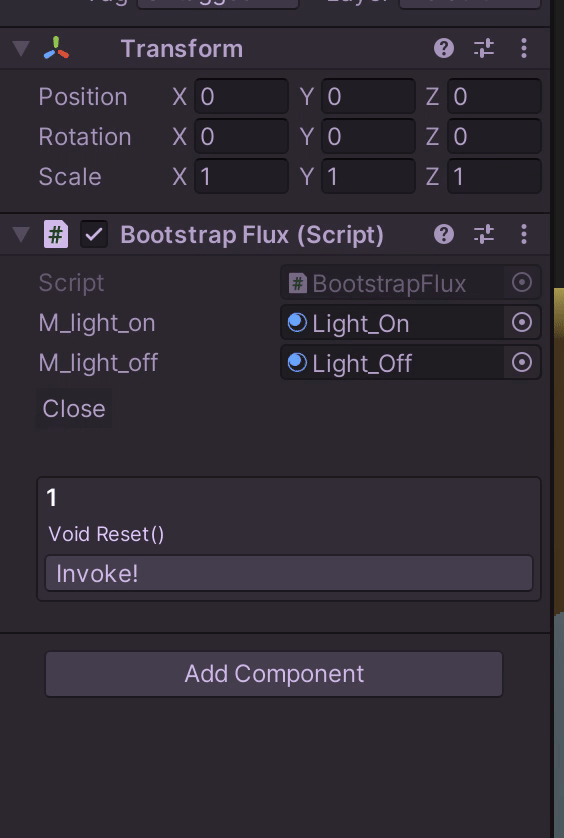 Transform
Position X 0 Y 0 Z 0
Rotation X 0 Y 0 Z 0
Scale X 1 Y 1 Z 1
# Bootstrap Flux (Script)
Script # BootstrapFlux
M_light_on Light_On
M_light_off Light_Off
Close
1
Void Reset()
Invoke!
Add Component